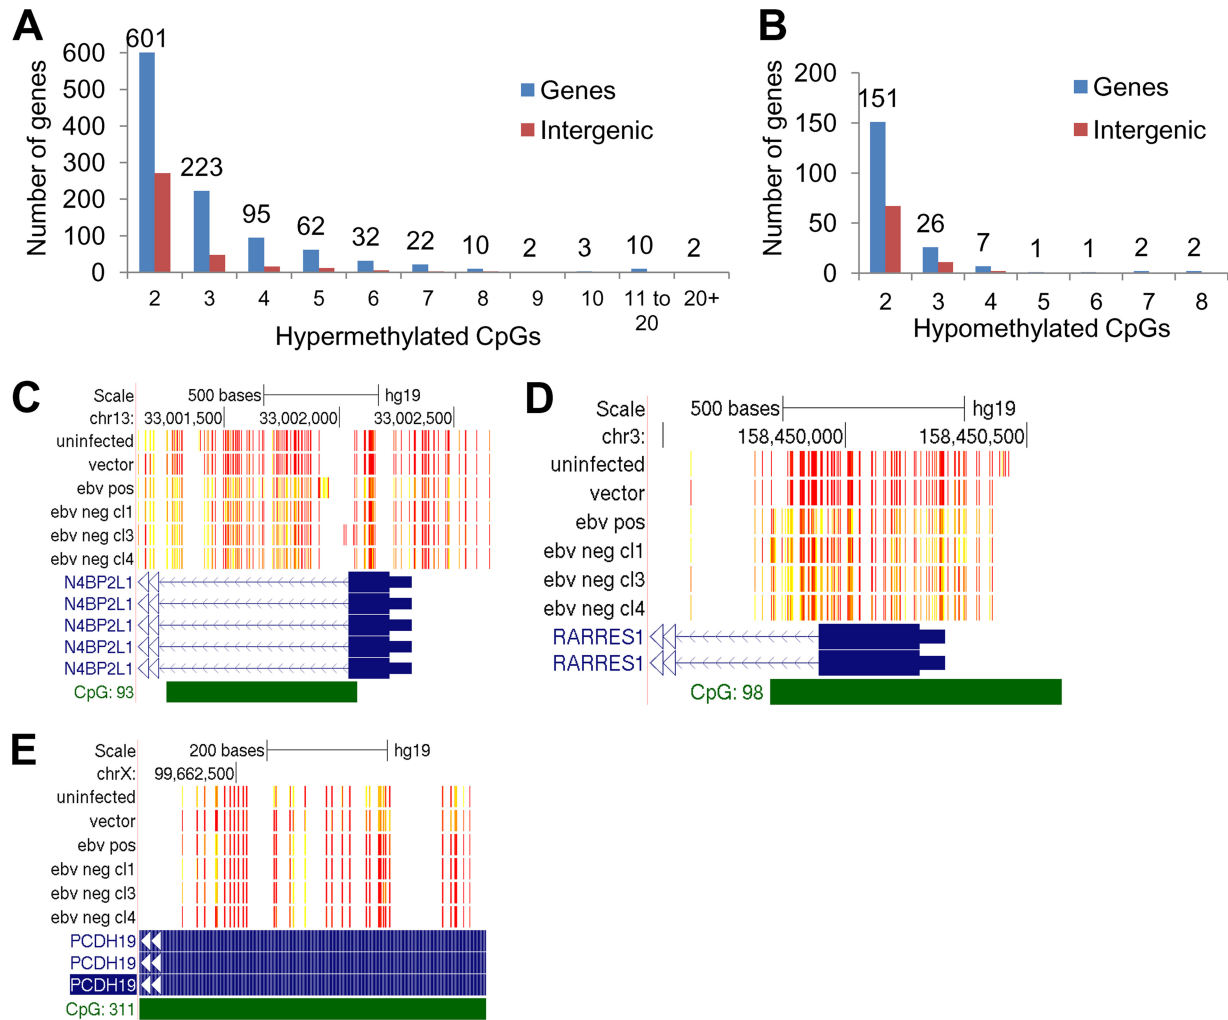 A
601
600
500
400
300
200
100
0
Number of genes
223
95
62
32
22
10
2
3
10
2
Genes
Intergenic
2 3 4 5 6 7 8 9 10 11 to 20 20+
Hypermethylated CpGs
B
200
150
100
50
0
Number of genes
151
26
7
1
1
2
2
Genes
Intergenic
2 3 4 5 6 7 8
Hypomethylated CpGs
C
Scale 500 bases hg19
chr13: 33,001,500 33,002,000 33,002,500
uninfected
vector
ebv pos
ebv neg cl1
ebv neg cl3
ebv neg cl4
N4BP2L1
N4BP2L1
N4BP2L1
N4BP2L1
N4BP2L1
CpG: 93
D
Scale 500 bases hg19
chr3: 158,450,000 158,450,500
uninfected
vector
ebv pos
ebv neg cl1
ebv neg cl3
ebv neg cl4
RARRES1
RARRES1
CpG: 98
E
Scale 200 bases hg19
chrX: 99,662,500
uninfected
vector
ebv pos
ebv neg cl1
ebv neg cl3
ebv neg cl4
PCDH19
PCDH19
PCDH19
CpG: 311